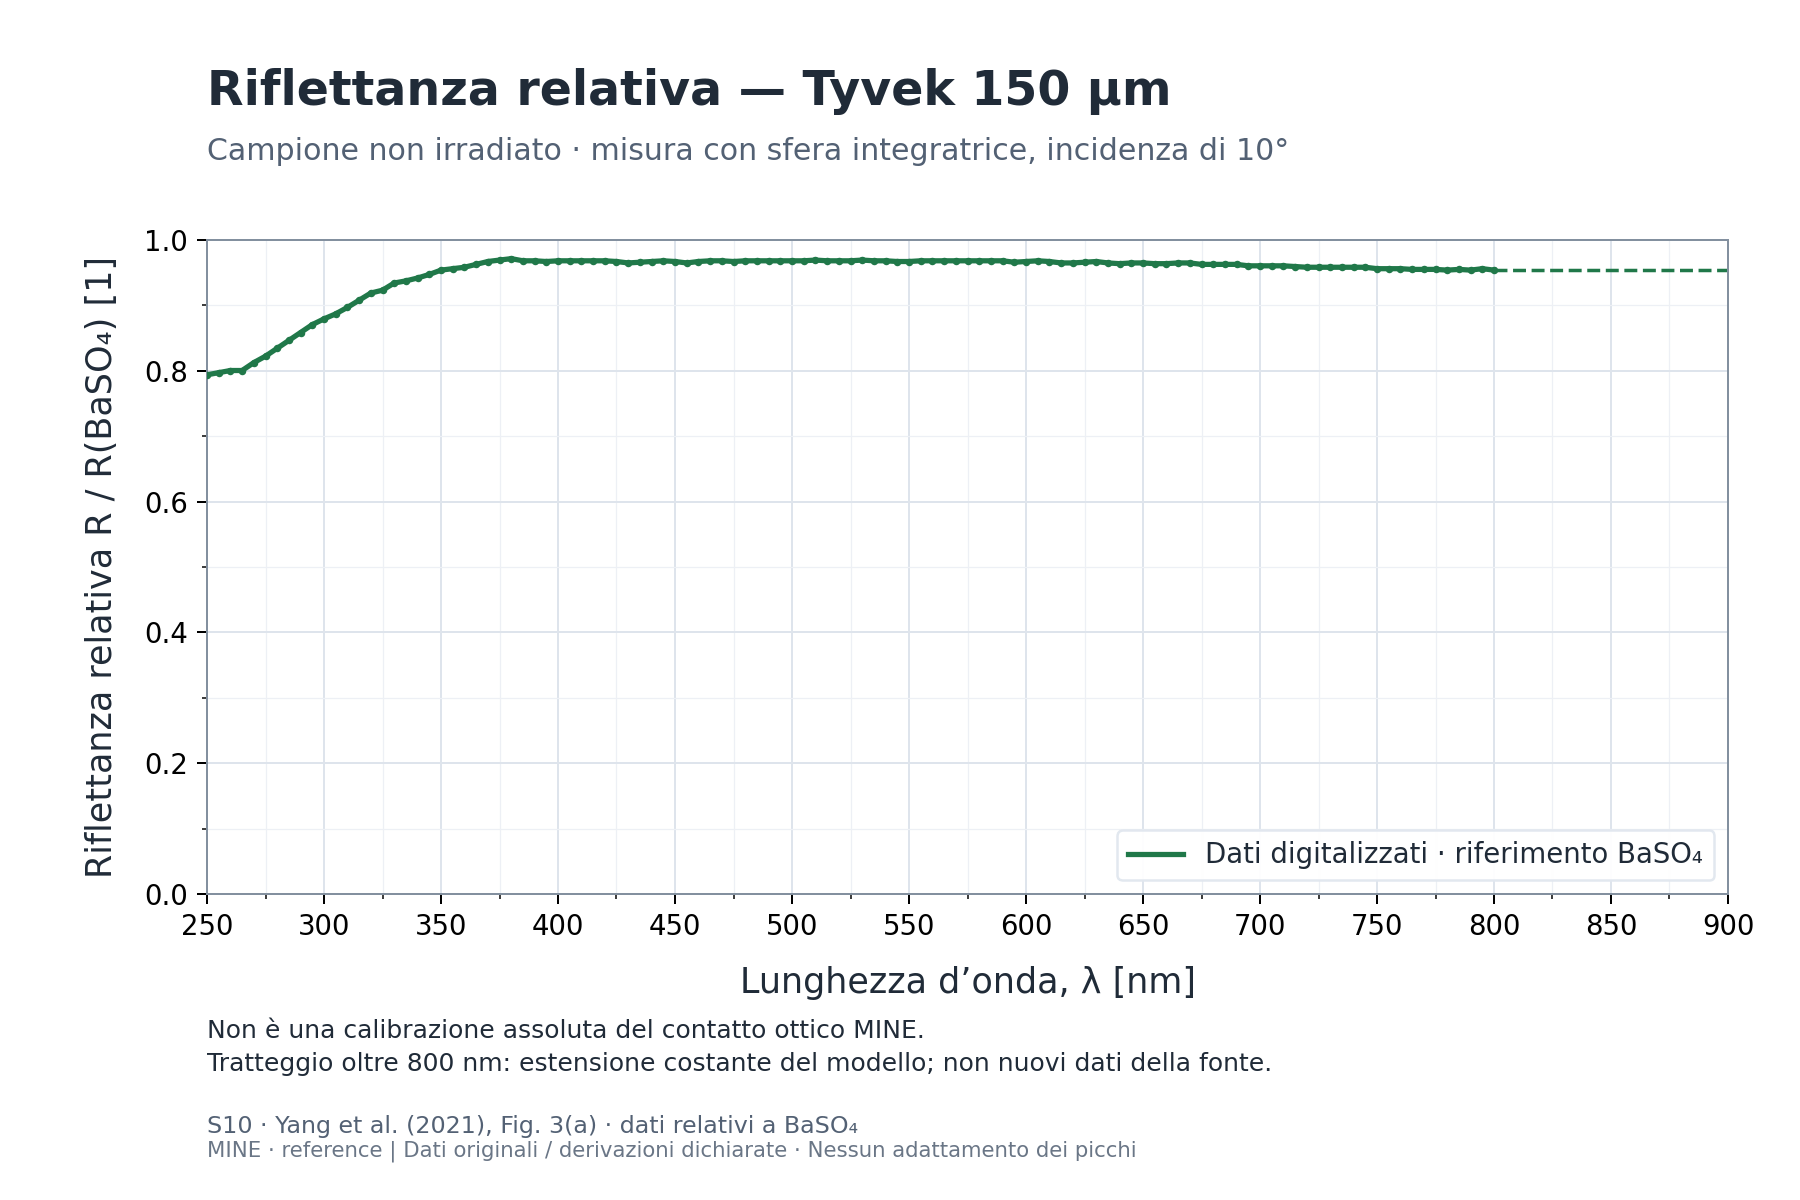 Riflettanza relativa — Tyvek 150 µm
Campione non irradiato · misura con sfera integratrice, incidenza di 10°
Riflettanza relativa R / R(BaSO₄) [1]
1.0
0.8
0.6
0.4
0.2
0.0
Dati digitalizzati · riferimento BaSO₄
250 300 350 400 450 500 550 600 650 700 750 800 850 900
Lunghezza d’onda, λ [nm]
Non è una calibrazione assoluta del contatto ottico MINE.
Tratteggio oltre 800 nm: estensione costante del modello; non nuovi dati della fonte.
S10 · Yang et al. (2021), Fig. 3(a) · dati relativi a BaSO₄
MINE · reference | Dati originali / derivazioni dichiarate · Nessun adattamento dei picchi